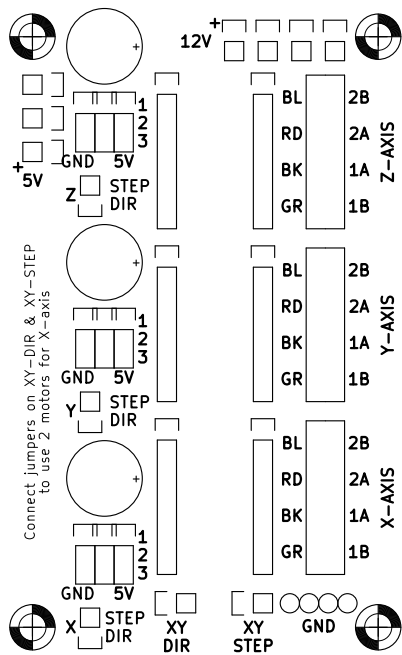 +
12V
1
2
3
GND 5V
+
5V
Z
STEP
DIR
BL 2B
RD 2A
BK 1A
GR 1B
Z-AXIS
+
1
2
3
GND 5V
Y
STEP
DIR
BL 2B
RD 2A
BK 1A
GR 1B
Y-AXIS
Connect jumpers on XY-DIR & XY-STEP
to use 2 motors for X-axis
+
1
2
3
GND 5V
X
STEP
DIR
BL 2B
RD 2A
BK 1A
GR 1B
X-AXIS
+
XY
DIR
XY
STEP
GND